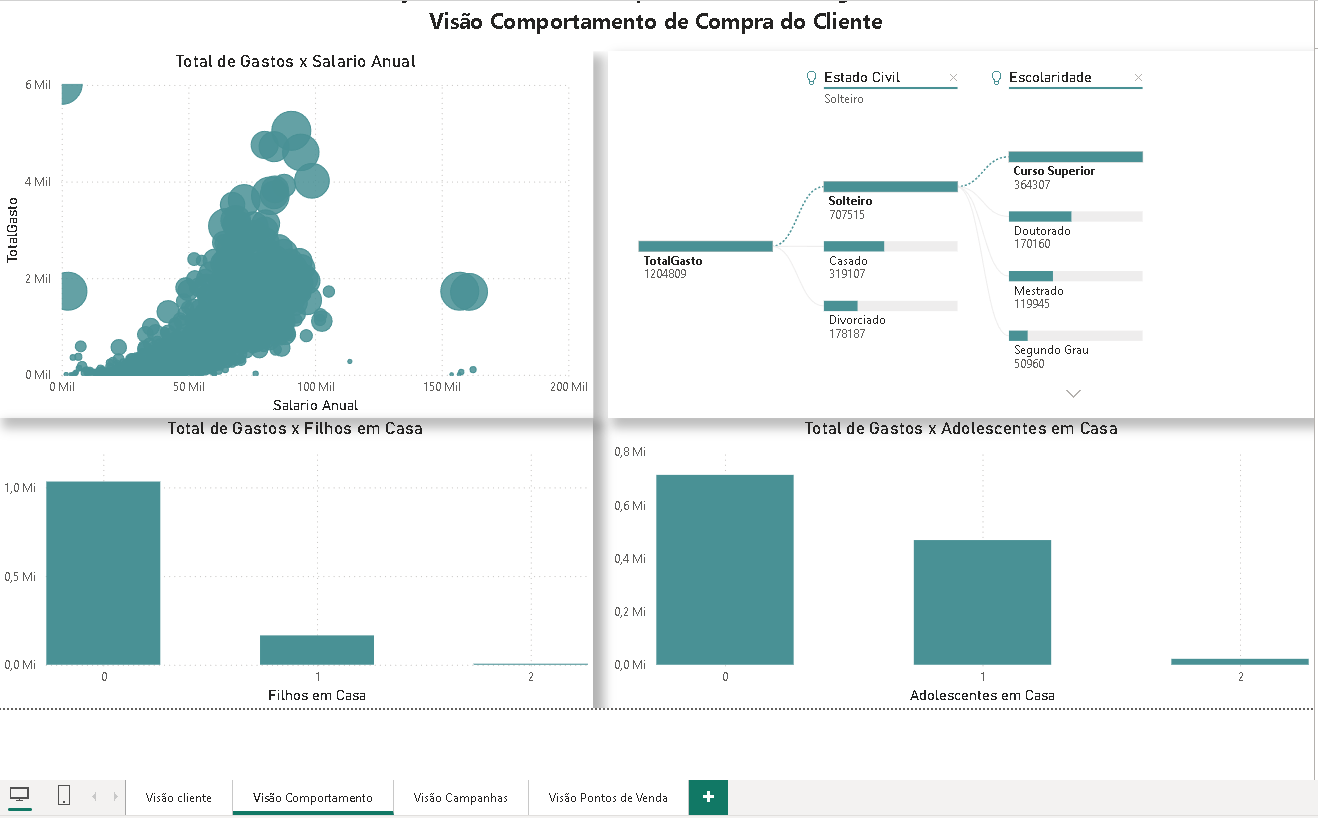 Visão Comportamento de Compra do Cliente
Total de Gastos x Salario Anual
6 Mil
4 Mil
2 Mil
0 Mil
TotalGasto
0 Mil
50 Mil
100 Mil
150 Mil
200 Mil
Salario Anual
Estado Civil
Solteiro
Escolaridade
TotalGasto
1204809
Solteiro
707515
Casado
319107
Divorciado
178187
Curso Superior
364307
Doutorado
170160
Mestrado
119945
Segundo Grau
50960
Total de Gastos x Filhos em Casa
1,0 Mi
0,5 Mi
0,0 Mi
0
1
2
Filhos em Casa
Total de Gastos x Adolescentes em Casa
0,8 Mi
0,6 Mi
0,4 Mi
0,2 Mi
0,0 Mi
0
1
2
Adolescentes em Casa
Visão cliente
Visão Comportamento
Visão Campanhas
Visão Pontos de Venda